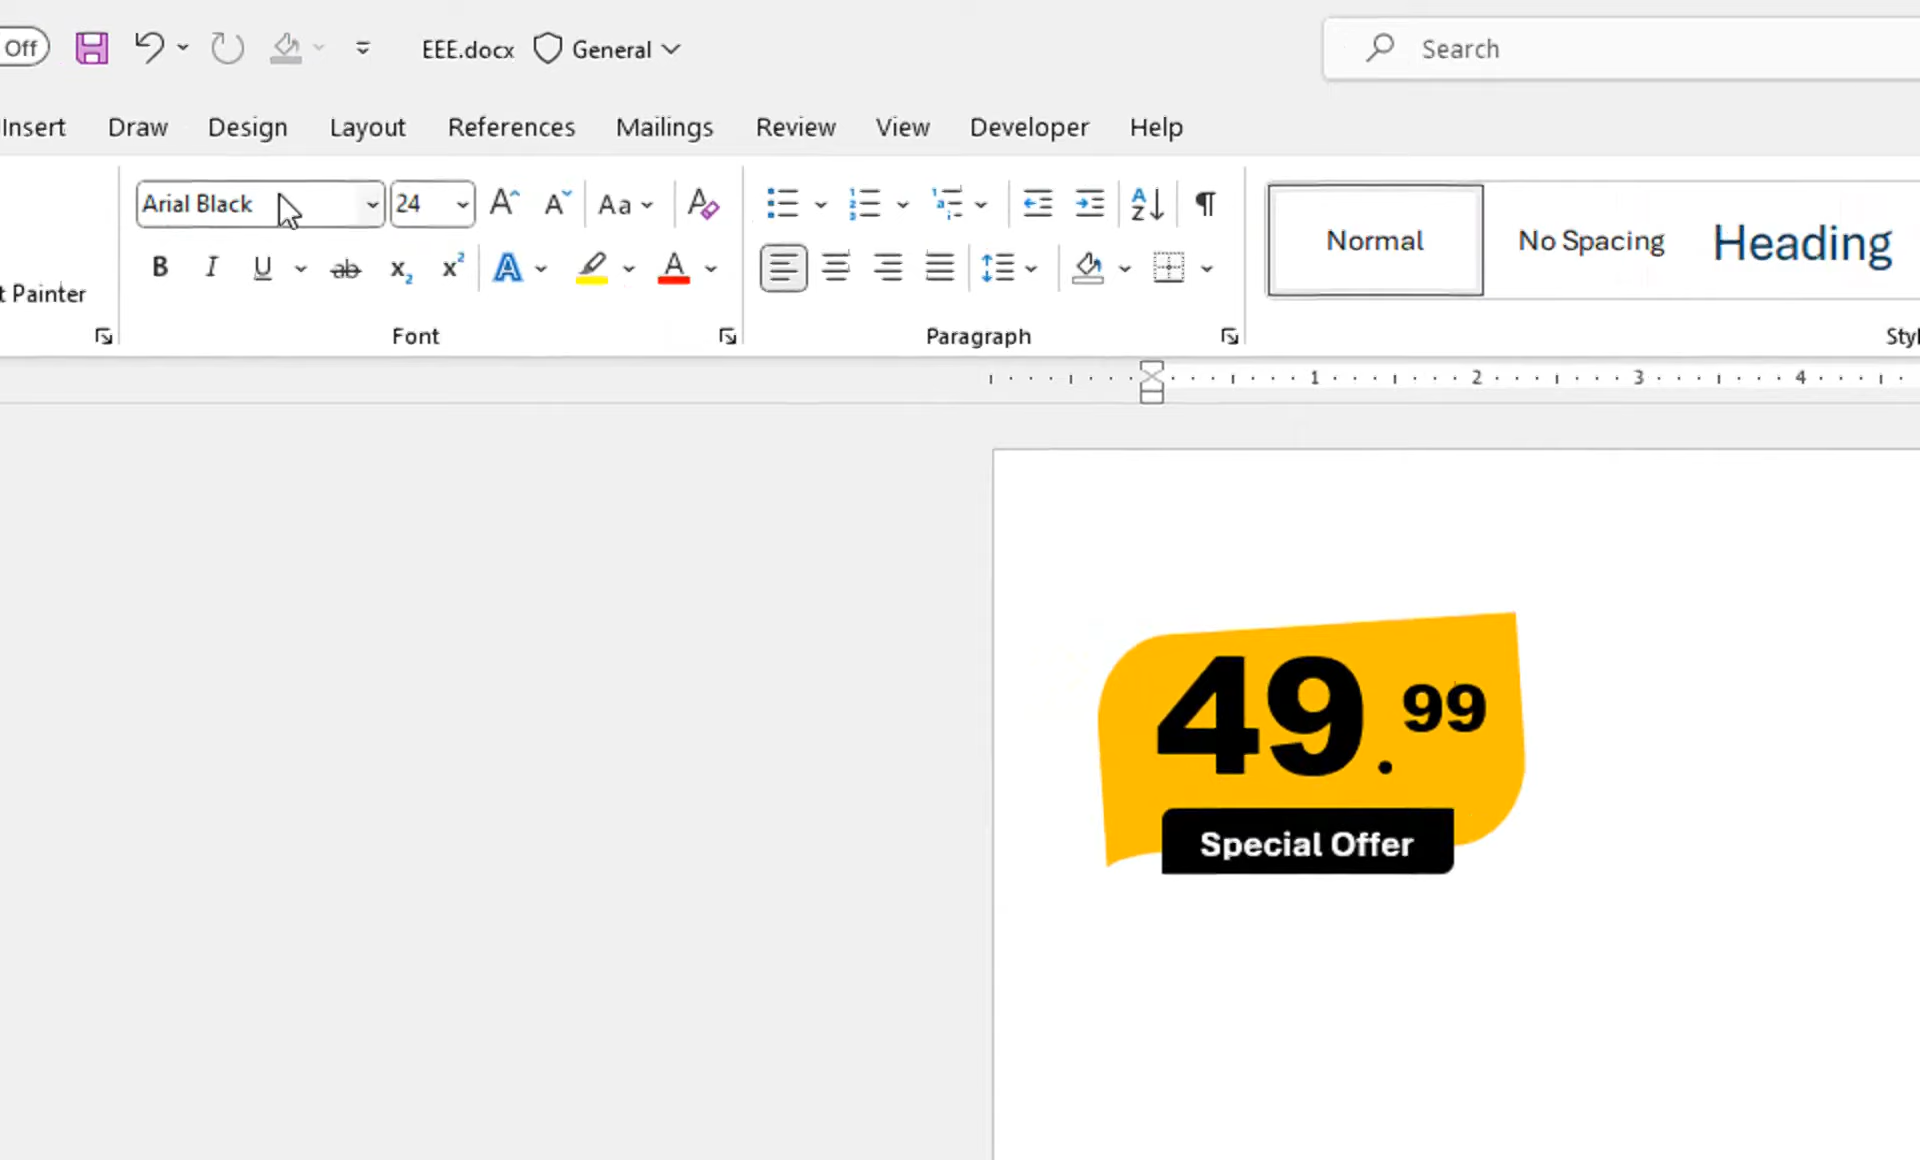 Off
EEE.docx General
Search
Insert Draw Design Layout References Mailings Review View Developer Help
Arial Black 24
Aa
t Painter
Font
Paragraph
Normal
No Spacing
Heading
Styl
1 2 3 4
49.99
Special Offer